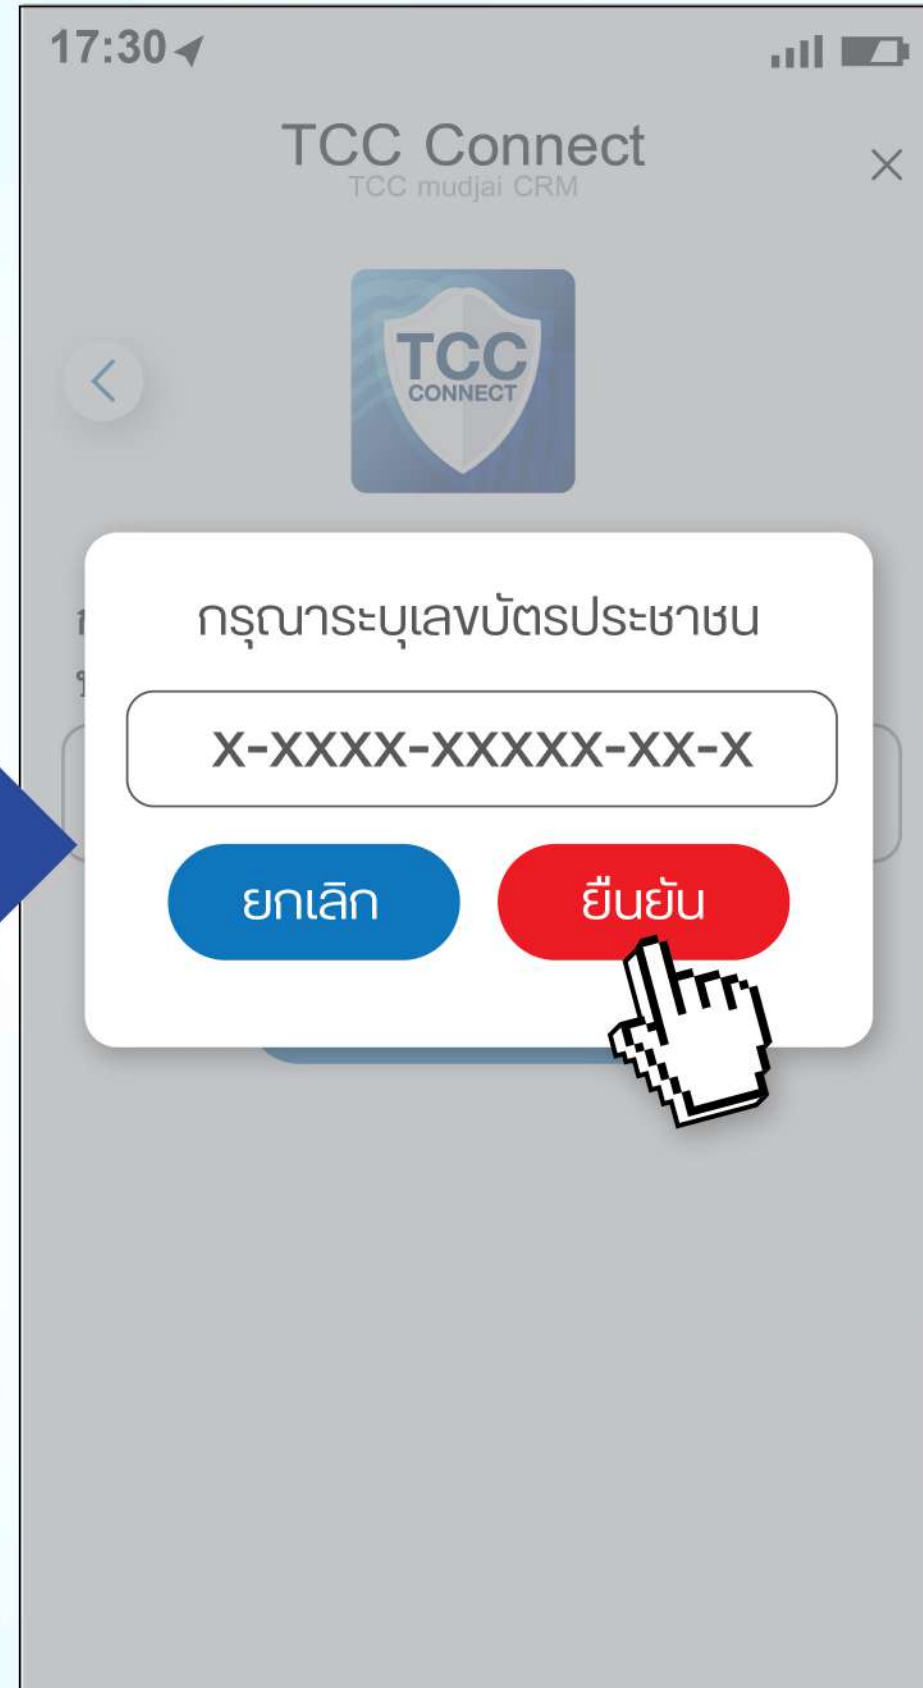 17:30
TCC Connect
TCC mudjai CRM
TCC
CONNECT
กรุณาระบุเลขบัตรประชาชน
X-XXXX-XXXXX-XX-X
ยกเลิก
ยืนยัน